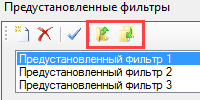 Предустановленные фильтры
Предустановленный фильтр 1
Предустановленный фильтр 2
Предустановленный фильтр 3